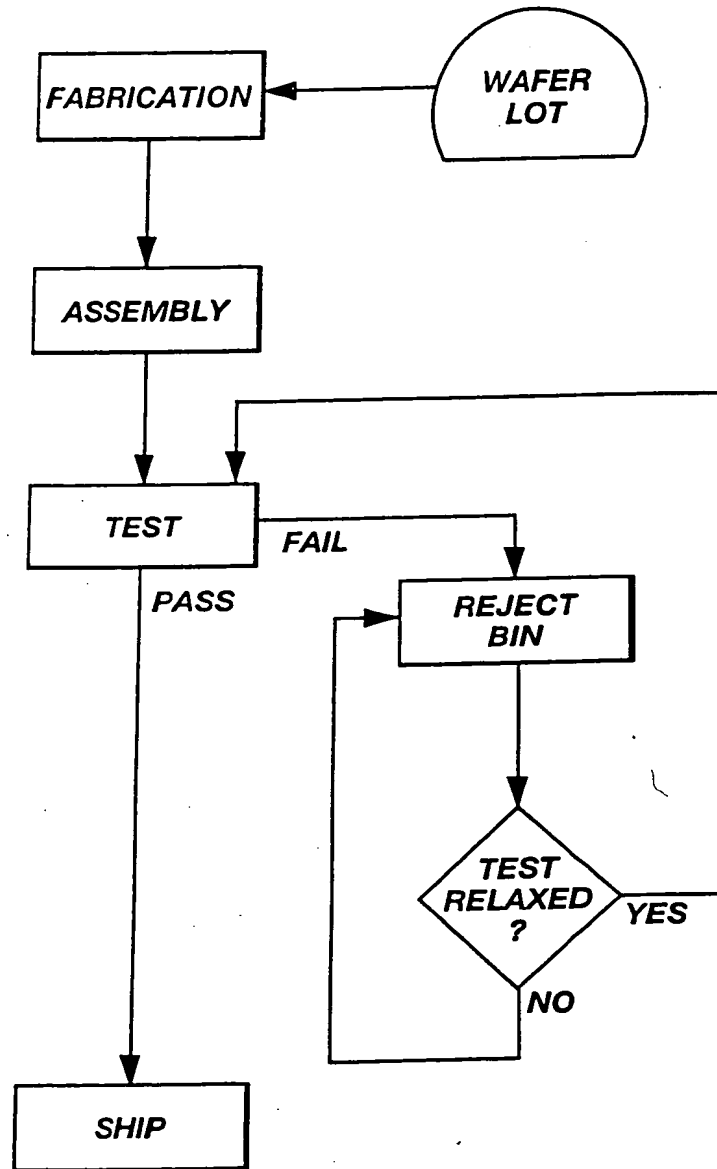 WAFER
LOT
FABRICATION
ASSEMBLY
TEST
FAIL
PASS
REJECT
BIN
TEST
RELAXED
?
YES
NO
SHIP